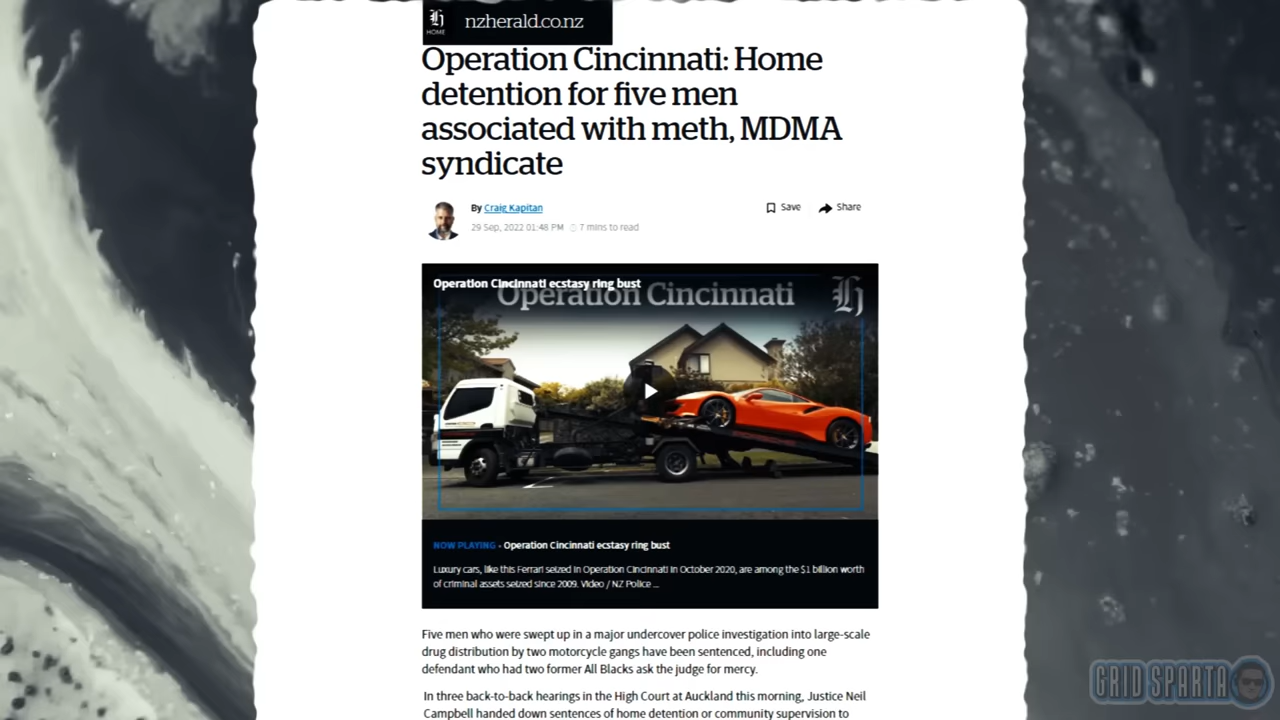 HOME
nzherald.co.nz
Operation Cincinnati: Home
detention for five men
associated with meth, MDMA
syndicate
By Craig Kapitan
Save
Share
29 Sep, 2022 01:48 PM 7 mins to read
Operation Cincinnati ecstasy ring bust
Operation Cincinnati
NOW PLAYING • Operation Cincinnati ecstasy ring bust
Luxury cars, like this Ferrari seized in Operation Cincinnati in October 2020, are among the $1 billion worth
of criminal assets seized since 2009. Video / NZ Police ...
Five men who were swept up in a major undercover police investigation into large-scale
drug distribution by two motorcycle gangs have been sentenced, including one
defendant who had two former All Blacks ask the judge for mercy.
In three back-to-back hearings in the High Court at Auckland this morning, Justice Neil
Campbell handed down sentences of home detention or community supervision to
GRID SPARTA